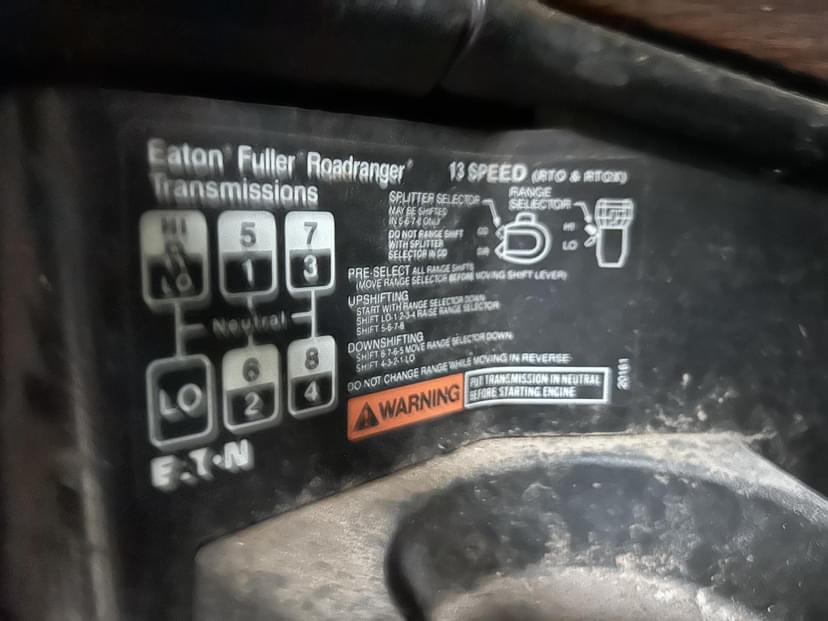 Eaton® Fuller® Roadranger®
Transmissions
13 SPEED (RTO & RTOX)
HI
5
1
7
3
Neutral
LO
6
2
8
4
EATON
SPLITTER SELECTOR
MAY BE SHIFTED
IN 5-6-7-8 ONLY
DO NOT RANGE SHIFT
WITH SPLITTER
SELECTOR IN OD
RANGE
SELECTOR
HI
LO
PRE-SELECT ALL RANGE SHIFTS
(MOVE RANGE SELECTOR BEFORE MOVING SHIFT LEVER)
UPSHIFTING
START WITH RANGE SELECTOR DOWN
SHIFT LO-1-2-3-4 RAISE RANGE SELECTOR
SHIFT 5-6-7-8
DOWNSHIFTING
SHIFT 8-7-6-5 MOVE RANGE SELECTOR DOWN
SHIFT 4-3-2-1-LO
DO NOT CHANGE RANGE WHILE MOVING IN REVERSE
WARNING
PUT TRANSMISSION IN NEUTRAL
BEFORE STARTING ENGINE
20161